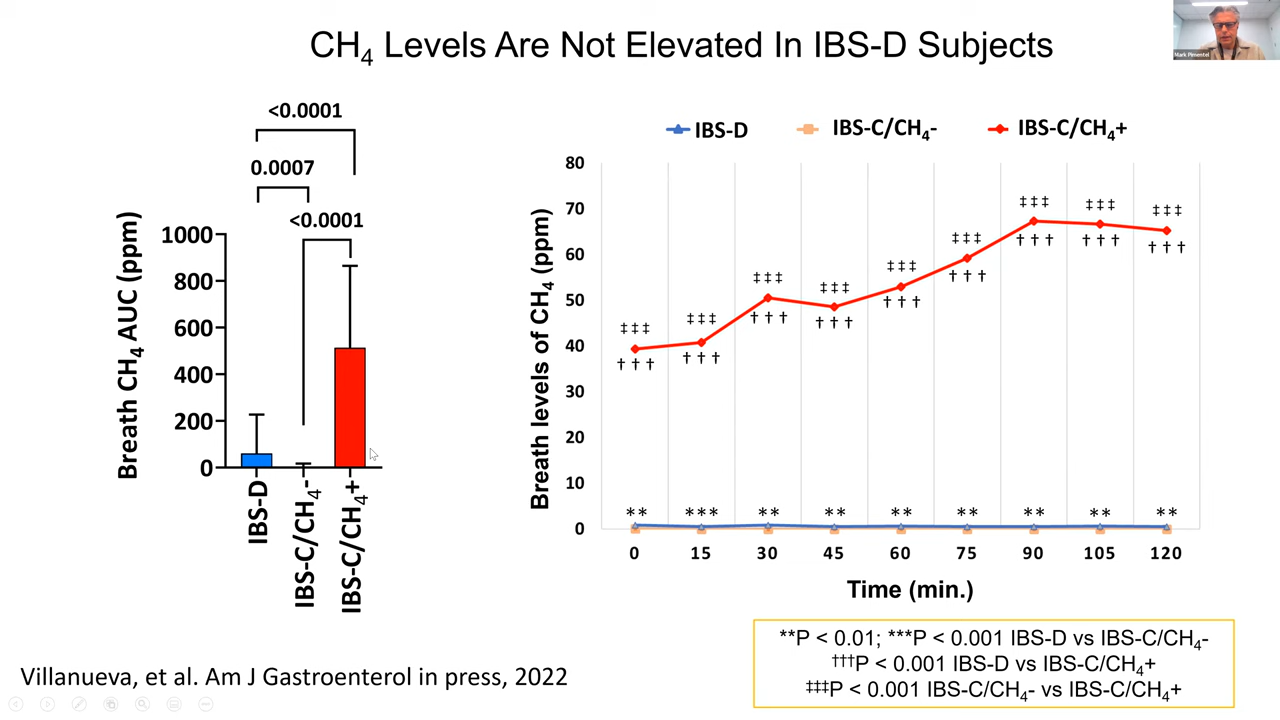 CH₄ Levels Are Not Elevated In IBS-D Subjects
Mark Pimentel
<0.0001
0.0007
<0.0001
Breath CH₄ AUC (ppm)
1000
800
600
400
200
0
IBS-D
IBS-C/CH₄-
IBS-C/CH₄+
IBS-D IBS-C/CH₄- IBS-C/CH₄+
Breath levels of CH₄ (ppm)
80
70
60
50
40
30
20
10
0
‡‡‡ ‡‡‡ ‡‡‡ ‡‡‡ ‡‡‡ ‡‡‡ ‡‡‡ ‡‡‡ ‡‡‡
††† ††† ††† ††† ††† ††† ††† ††† †††
** *** ** ** ** ** ** ** **
0 15 30 45 60 75 90 105 120
Time (min.)
**P < 0.01; ***P < 0.001 IBS-D vs IBS-C/CH₄-
†††P < 0.001 IBS-D vs IBS-C/CH₄+
‡‡‡P < 0.001 IBS-C/CH₄- vs IBS-C/CH₄+
Villanueva, et al. Am J Gastroenterol in press, 2022